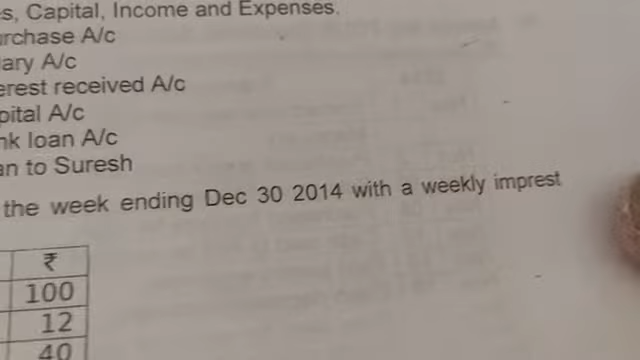 s, Capital, Income and Expenses.
urchase A/c
ary A/c
erest received A/c
pital A/c
nk loan A/c
an to Suresh
the week ending Dec 30 2014 with a weekly imprest
₹
100
12
40